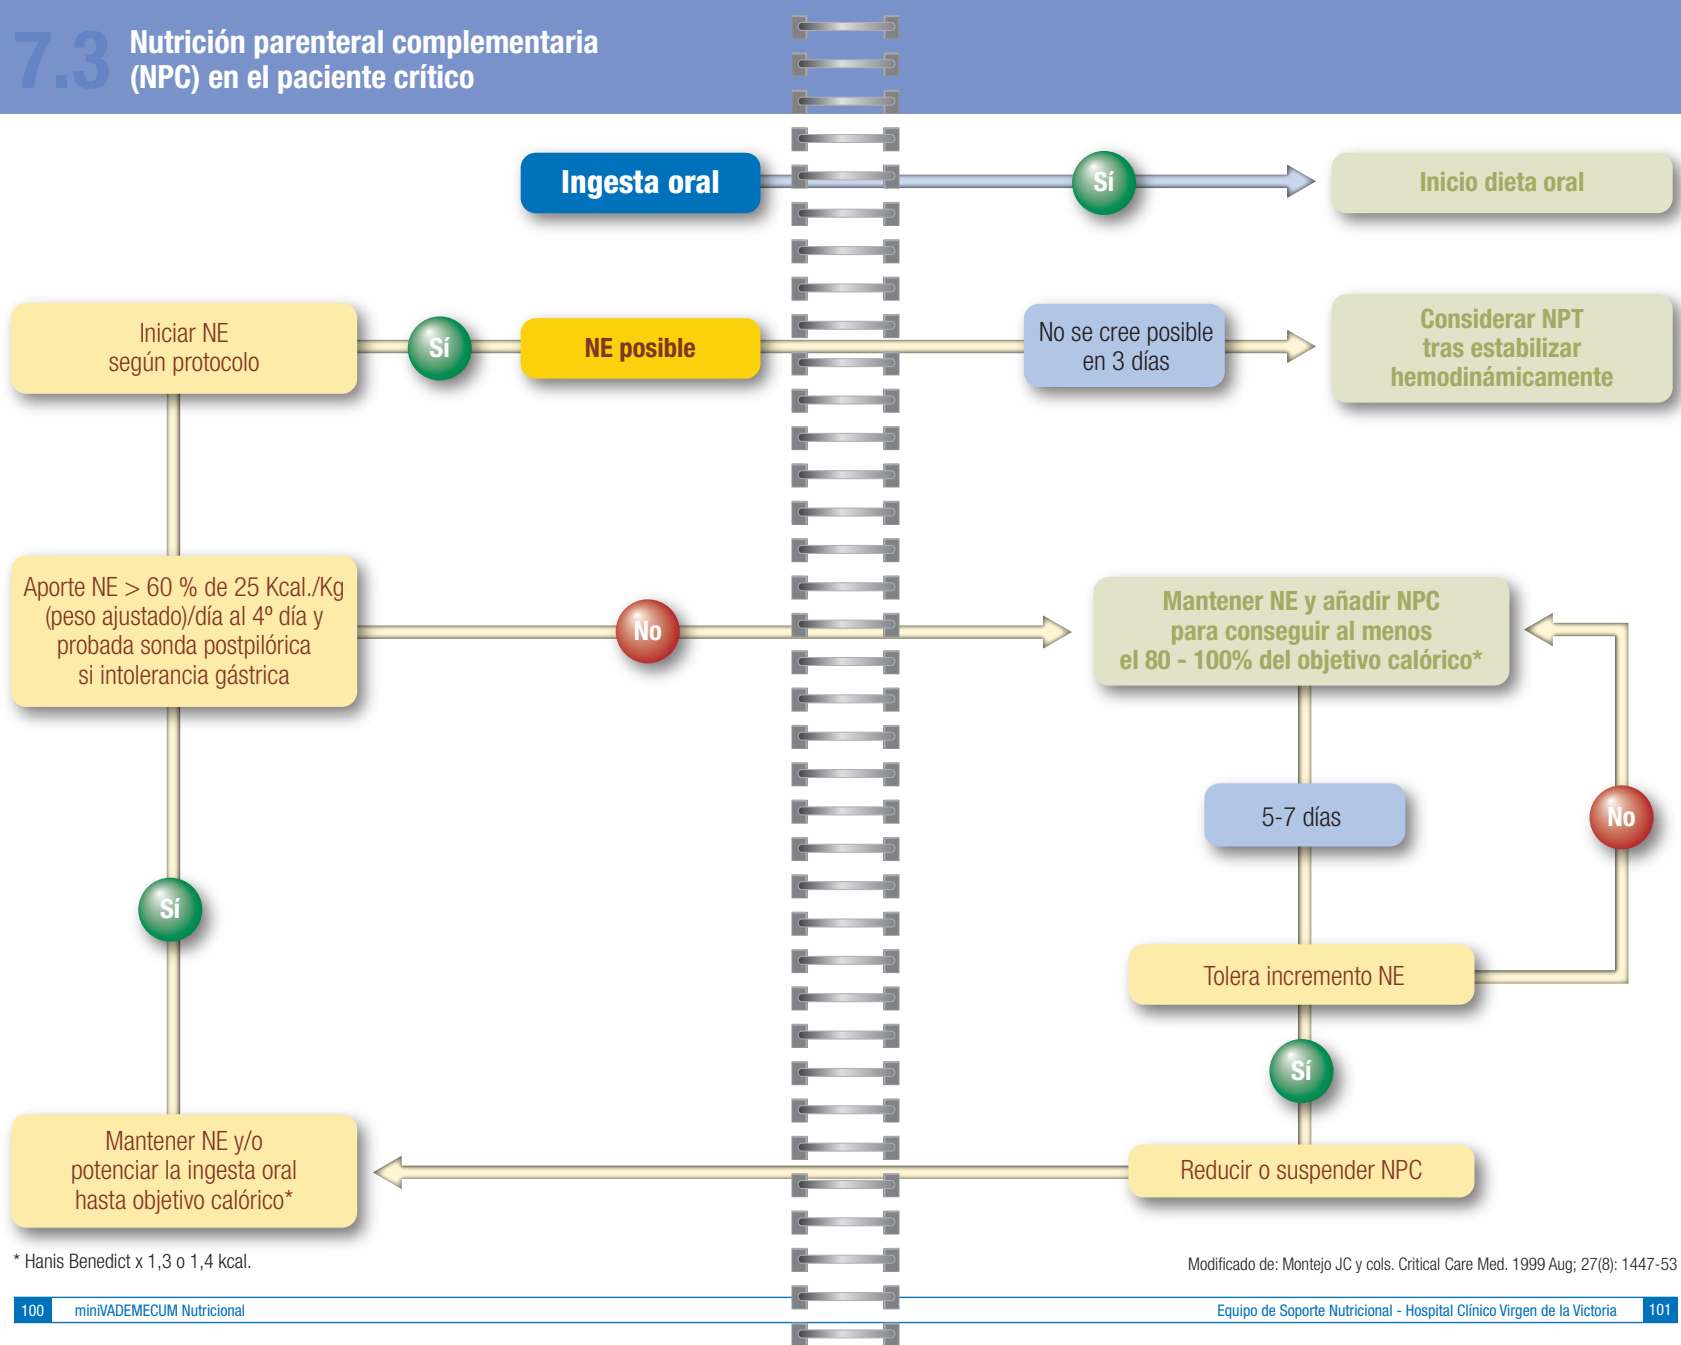 7.3
Nutrición parenteral complementaria
(NPC) en el paciente crítico
Ingesta oral
Sí
Inicio dieta oral
Iniciar NE
según protocolo
Sí
NE posible
No se cree posible
en 3 días
Considerar NPT
tras estabilizar
hemodinámicamente
Aporte NE > 60 % de 25 Kcal./Kg
(peso ajustado)/día al 4º día y
probada sonda postpilórica
si intolerancia gástrica
No
Mantener NE y añadir NPC
para conseguir al menos
el 80 - 100% del objetivo calórico*
5-7 días
No
Sí
Tolera incremento NE
Sí
Mantener NE y/o
potenciar la ingesta oral
hasta objetivo calórico*
Reducir o suspender NPC
* Hanis Benedict x 1,3 o 1,4 kcal.
Modificado de: Montejo JC y cols. Critical Care Med. 1999 Aug; 27(8): 1447-53
100 miniVADEMECUM Nutricional
Equipo de Soporte Nutricional - Hospital Clínico Virgen de la Victoria 101